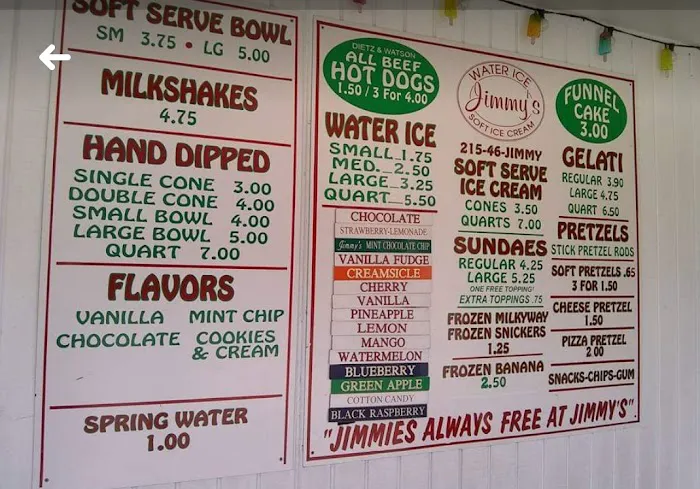 SOFT SERVE BOWL
SM 3.75 • LG 5.00
MILKSHAKES
4.75
HAND DIPPED
SINGLE CONE 3.00
DOUBLE CONE 4.00
SMALL BOWL 4.00
LARGE BOWL 5.00
QUART 7.00
FLAVORS
VANILLA MINT CHIP
CHOCOLATE COOKIES
& CREAM
SPRING WATER
1.00
DIETZ & WATSON
ALL BEEF
HOT DOGS
1.50 / 3 For 4.00
WATER ICE
SMALL 1.75
MED. 2.50
LARGE 3.25
QUART 5.50
CHOCOLATE
STRAWBERRY-LEMONADE
Jimmy's MINT CHOCOLATE CHIP
VANILLA FUDGE
CREAMSICLE
CHERRY
VANILLA
PINEAPPLE
LEMON
MANGO
WATERMELON
BLUEBERRY
GREEN APPLE
COTTON CANDY
BLACK RASPBERRY
WATER ICE
Jimmy's
SOFT ICE CREAM
215-46-JIMMY
SOFT SERVE
ICE CREAM
CONES 3.50
QUARTS 7.00
SUNDAES
REGULAR 4.25
LARGE 5.25
ONE FREE TOPPING
EXTRA TOPPINGS .75
FROZEN MILKYWAY
FROZEN SNICKERS
1.25
FROZEN BANANA
2.50
FUNNEL
CAKE
3.00
GELATI
REGULAR 3.90
LARGE 4.75
QUART 6.50
PRETZELS
STICK PRETZEL RODS
SOFT PRETZELS .65
3 FOR 1.50
CHEESE PRETZEL
1.50
PIZZA PRETZEL
2 00
SNACKS-CHIPS-GUM
"JIMMIES ALWAYS FREE AT JIMMY'S"